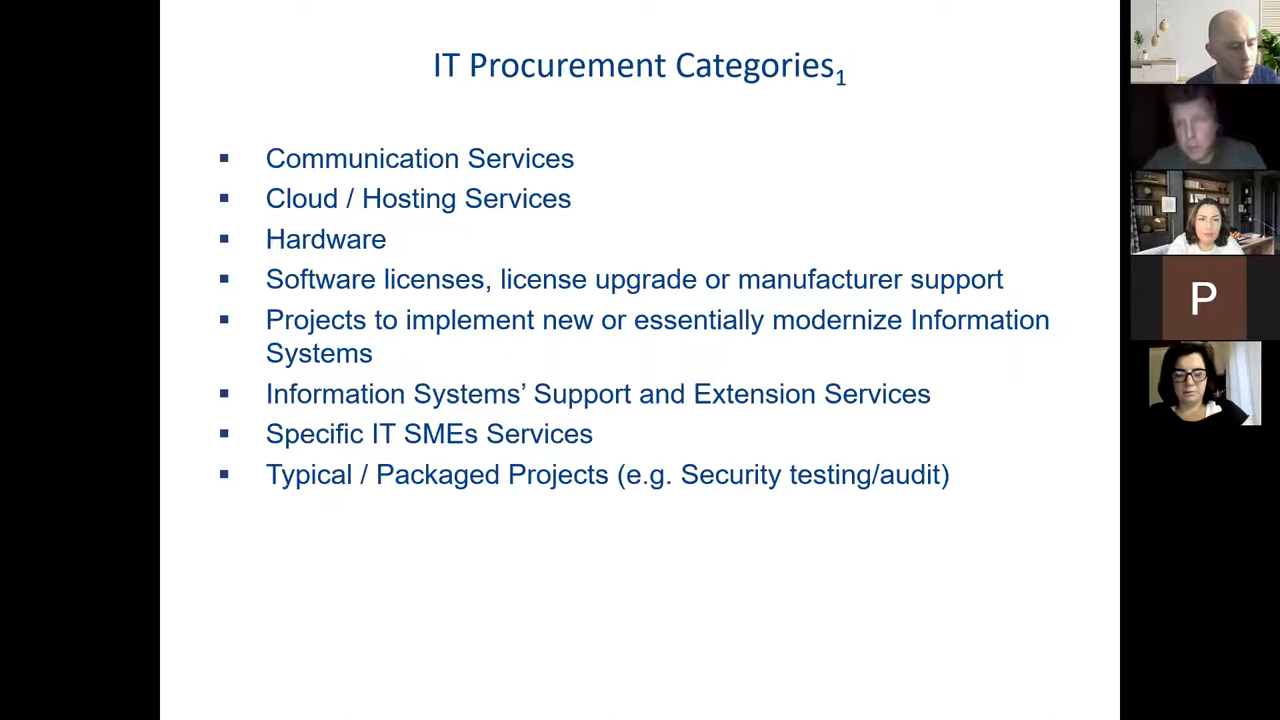 IT Procurement Categories1
▪ Communication Services
▪ Cloud / Hosting Services
▪ Hardware
▪ Software licenses, license upgrade or manufacturer support
▪ Projects to implement new or essentially modernize Information
Systems
▪ Information Systems’ Support and Extension Services
▪ Specific IT SMEs Services
▪ Typical / Packaged Projects (e.g. Security testing/audit)
P